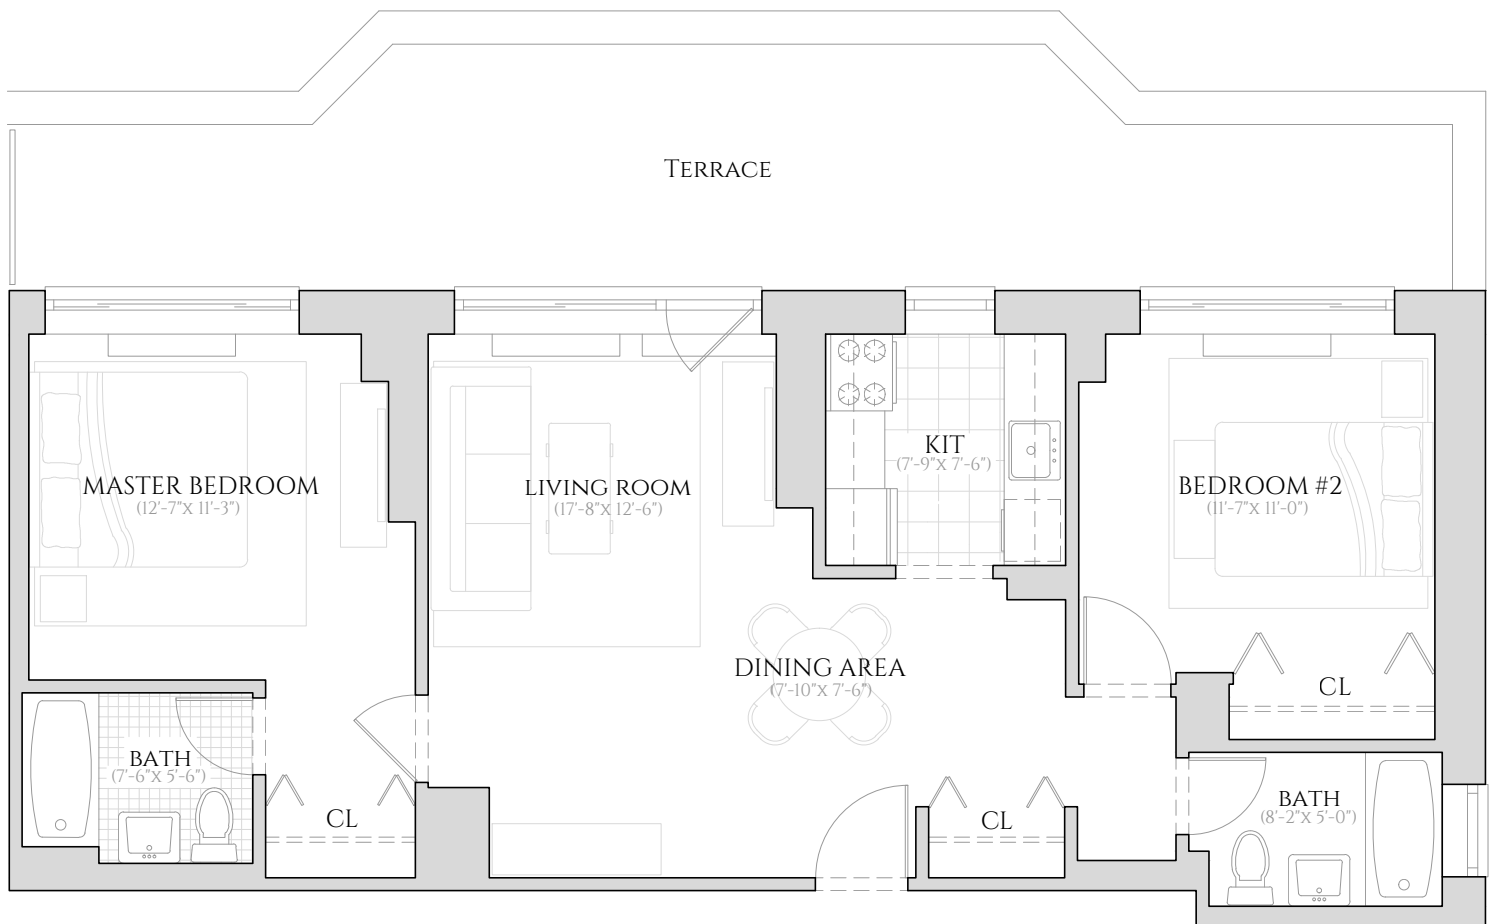 TERRACE
MASTER BEDROOM
(12'-7"X 11'-3")
LIVING ROOM
(17'-8"X 12'-6")
KIT
(7'-9"X 7'-6")
BEDROOM #2
(11'-7"X 11'-0")
DINING AREA
(7'-10"X 7'-6")
CL
BATH
(7'-6"X 5'-6")
CL
CL
BATH
(8'-2"X 5'-0")